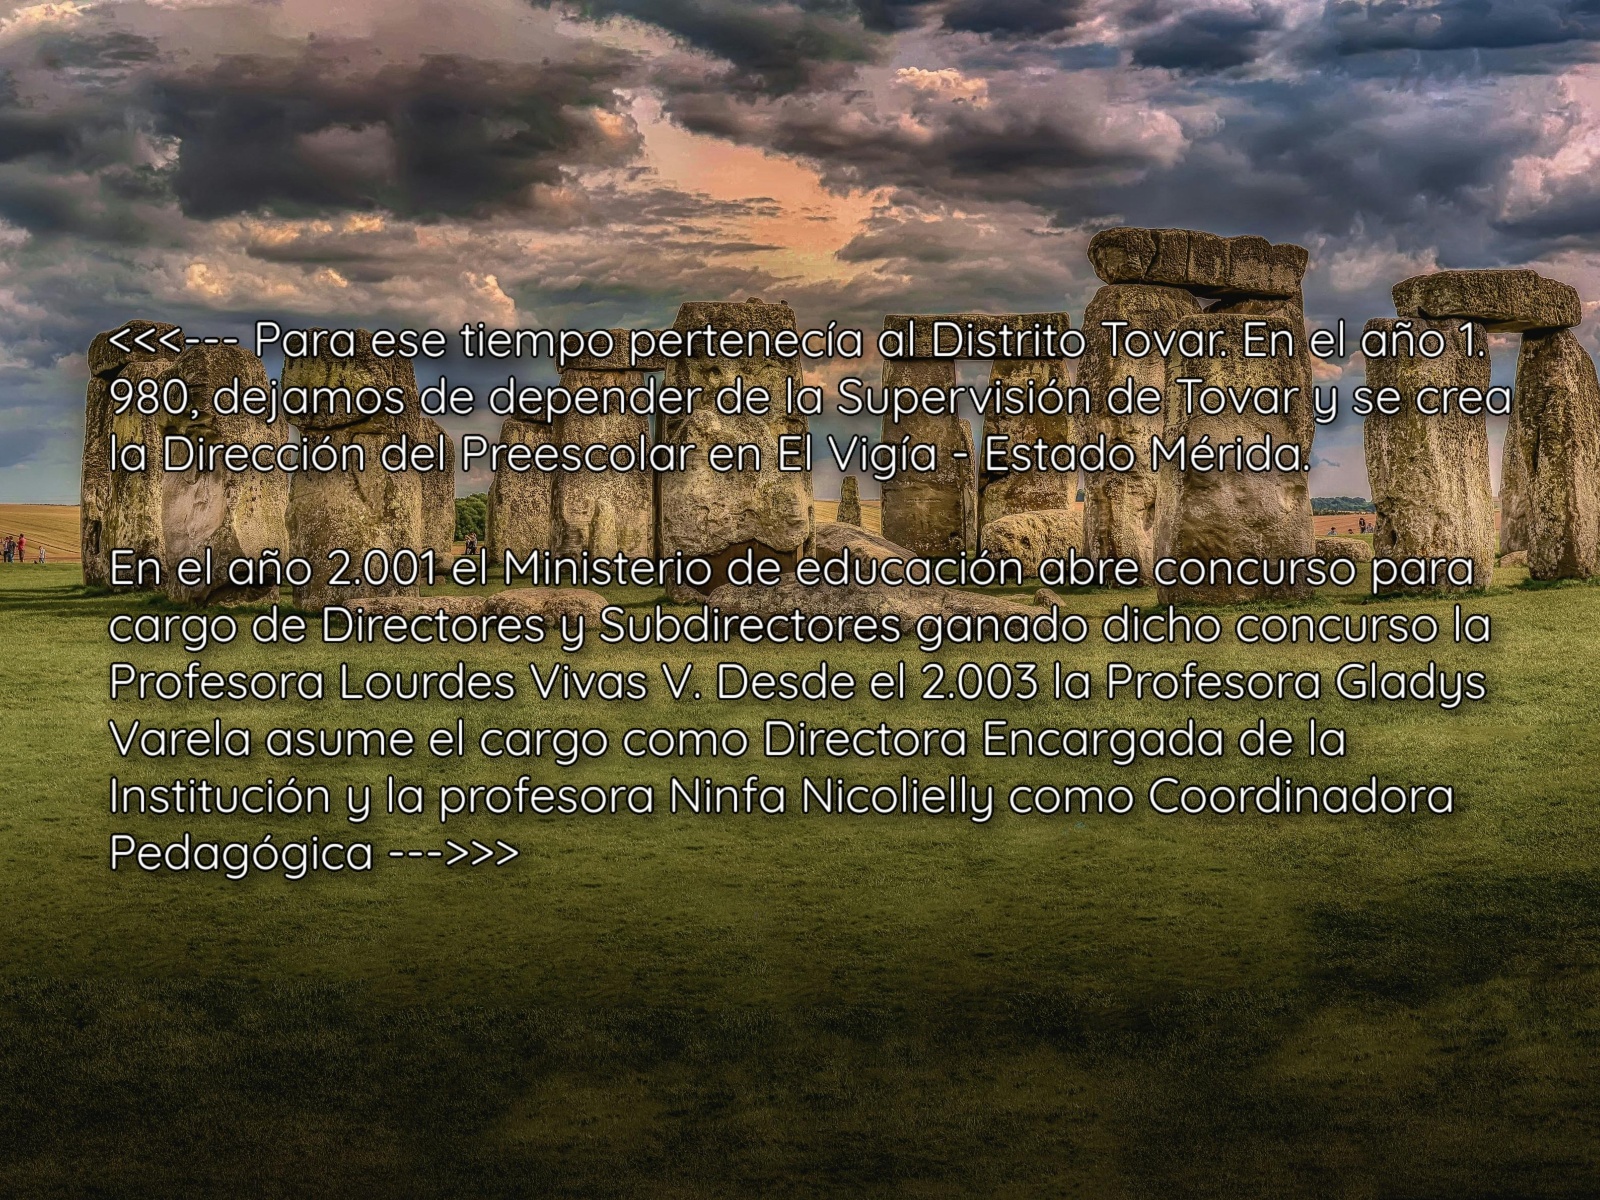 <<<--- Para ese tiempo pertenecía al Distrito Tovar. En el año 1.
980, dejamos de depender de la Supervisión de Tovar y se crea
la Dirección del Preescolar en El Vigía - Estado Mérida.
En el año 2.001 el Ministerio de educación abre concurso para
cargo de Directores y Subdirectores ganado dicho concurso la
Profesora Lourdes Vivas V. Desde el 2.003 la Profesora Gladys
Varela asume el cargo como Directora Encargada de la
Institución y la profesora Ninfa Nicolielly como Coordinadora
Pedagógica --->>>